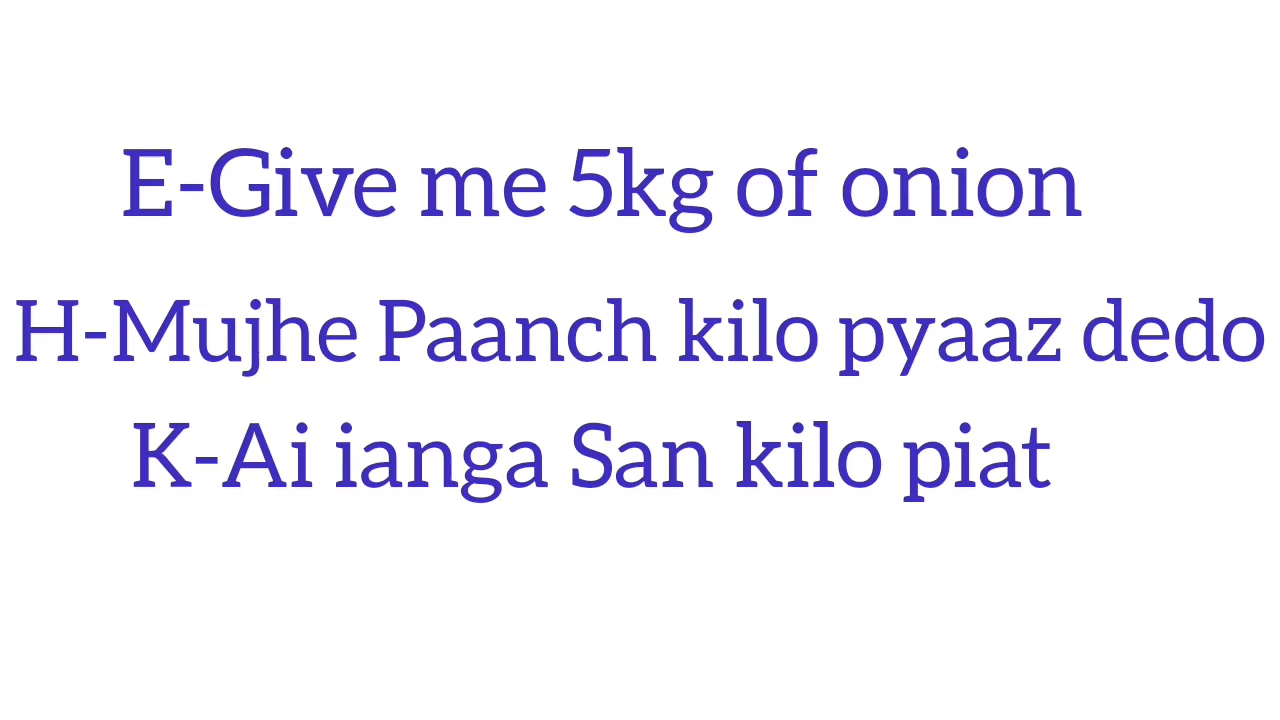 E-Give me 5kg of onion
H-Mujhe Paanch kilo pyaaz dedo
K-Ai ianga San kilo piat